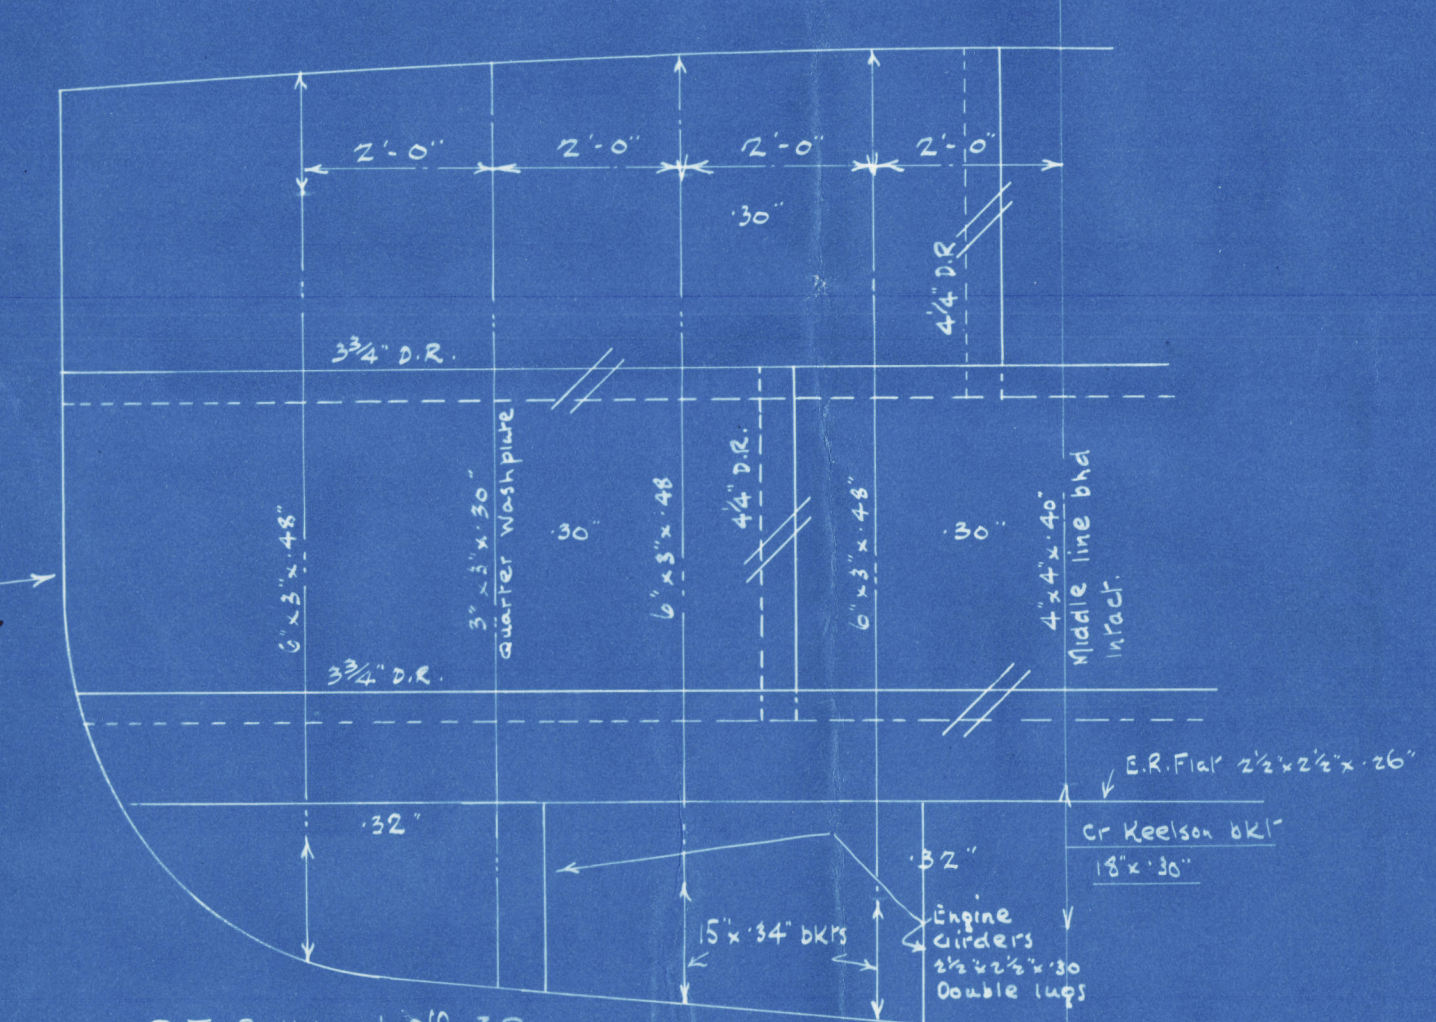 2'-0"
2'-0"
2'-0"
2'-0"
·30"
4¼" D.R
3¾" D.R.
6"x3"x·48"
3"x3"x·30"
Quarter Washplate
·30"
6"x3"x·48
4¼" D.R.
6"x3"x·48"
·30"
4"x4"x·40"
Middle line bhd
intact.
3¾" D.R.
E.R. Flat 2½"x2½"x·26"
·32"
Cr Keelson bkt
18"x·30"
·32"
15"x·34" bkts
Engine
Girders
2½"x2½"x·30
Double lugs